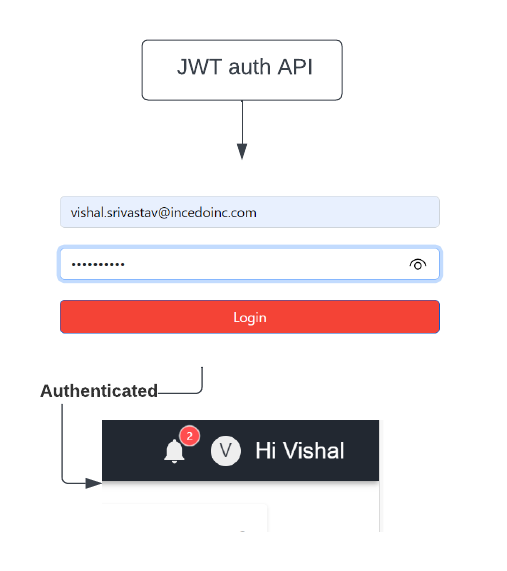 JWT auth API
vishal.srivastav@incedoinc.com
••••••••••
Login
Authenticated
2
V Hi Vishal